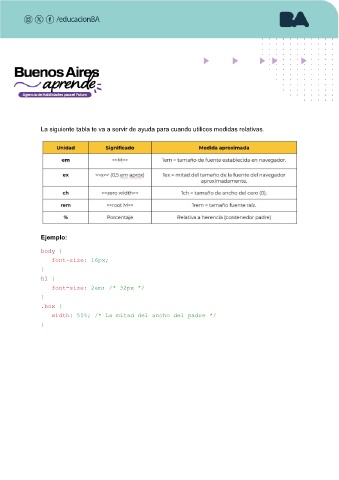 /educacionBA
BA
Buenos Aires
aprende
Agencia de Habilidades para el Futuro
La siguiente tabla te va a servir de ayuda para cuando utilices medidas relativas.
Unidad Significado Medida aproximada
em <<M>> 1em = tamaño de fuente establecida en navegador.
ex <<x>> (0,5 em aprox) 1ex = mitad del tamaño de la fuente del navegador
aproximadamente.
ch <<zero width>> 1ch = tamaño de ancho del cero (0).
rem <<root M>> 1rem = tamaño fuente raíz.
% Porcentaje Relativa a herencia (contenedor padre)
Ejemplo:
body {
font-size: 16px;
}
h1 {
font-size: 2em; /* 32px */
}
.box {
width: 50%; /* La mitad del ancho del padre */
}